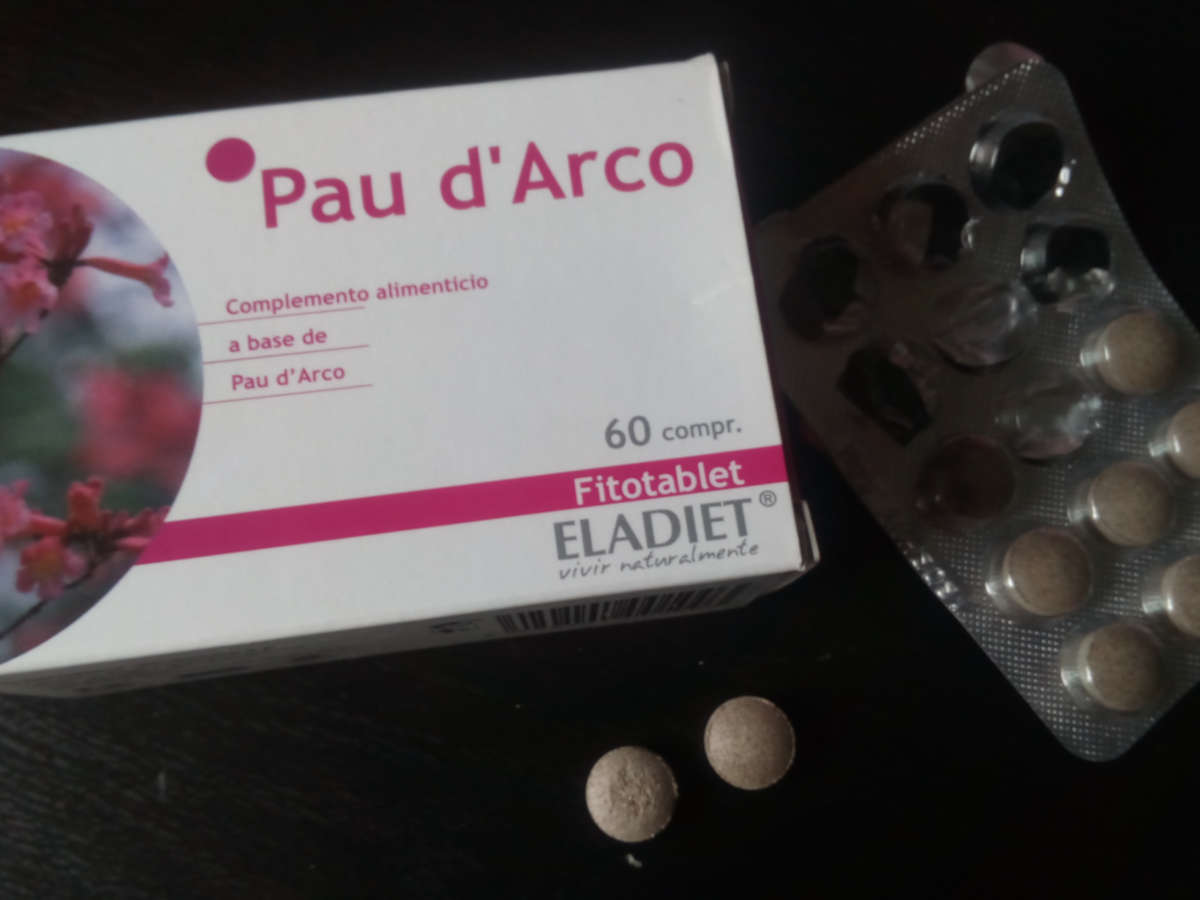 Pau d'Arco
Complemento alimenticio
a base de
Pau d'Arco
60 compr.
Fitotablet
ELADIET®
vivir naturalmente